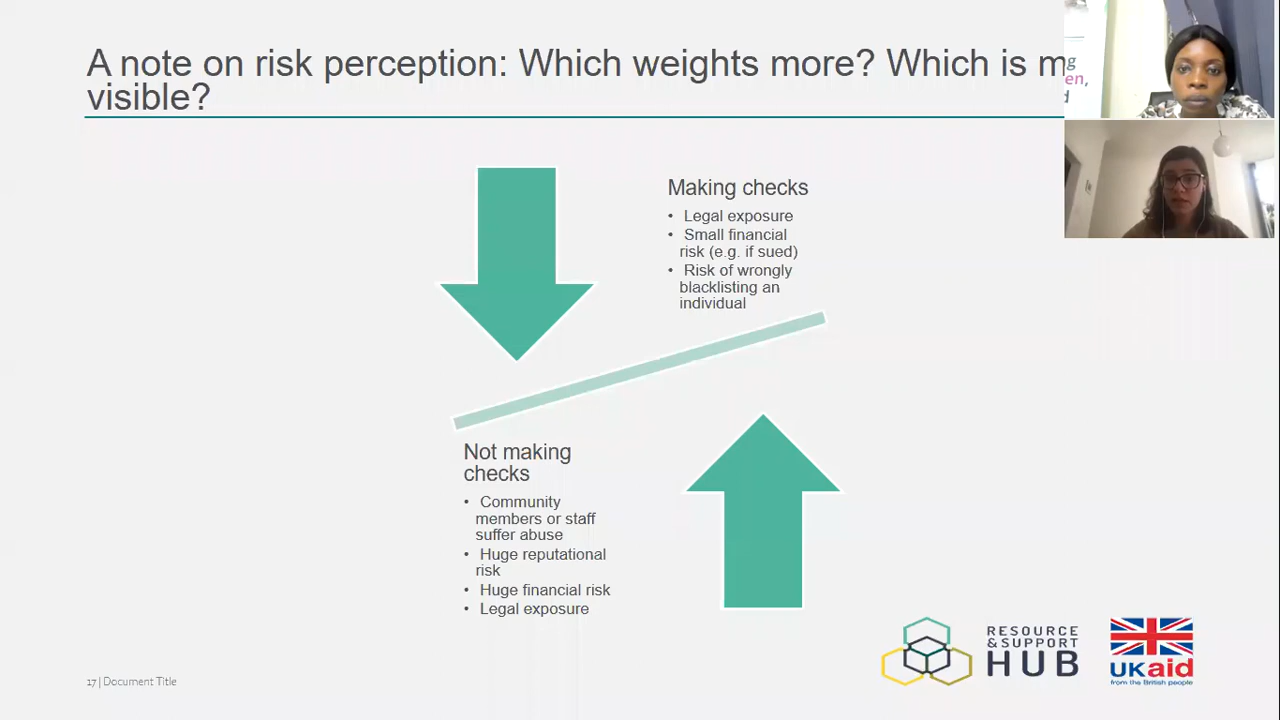 A note on risk perception: Which weights more? Which is m
visible?
g
en,
d
Making checks
• Legal exposure
• Small financial
risk (e.g. if sued)
• Risk of wrongly
blacklisting an
individual
Not making
checks
• Community
members or staff
suffer abuse
• Huge reputational
risk
• Huge financial risk
• Legal exposure
RESOURCE
& SUPPORT
HUB
UKaid
from the British people
17 | Document Title